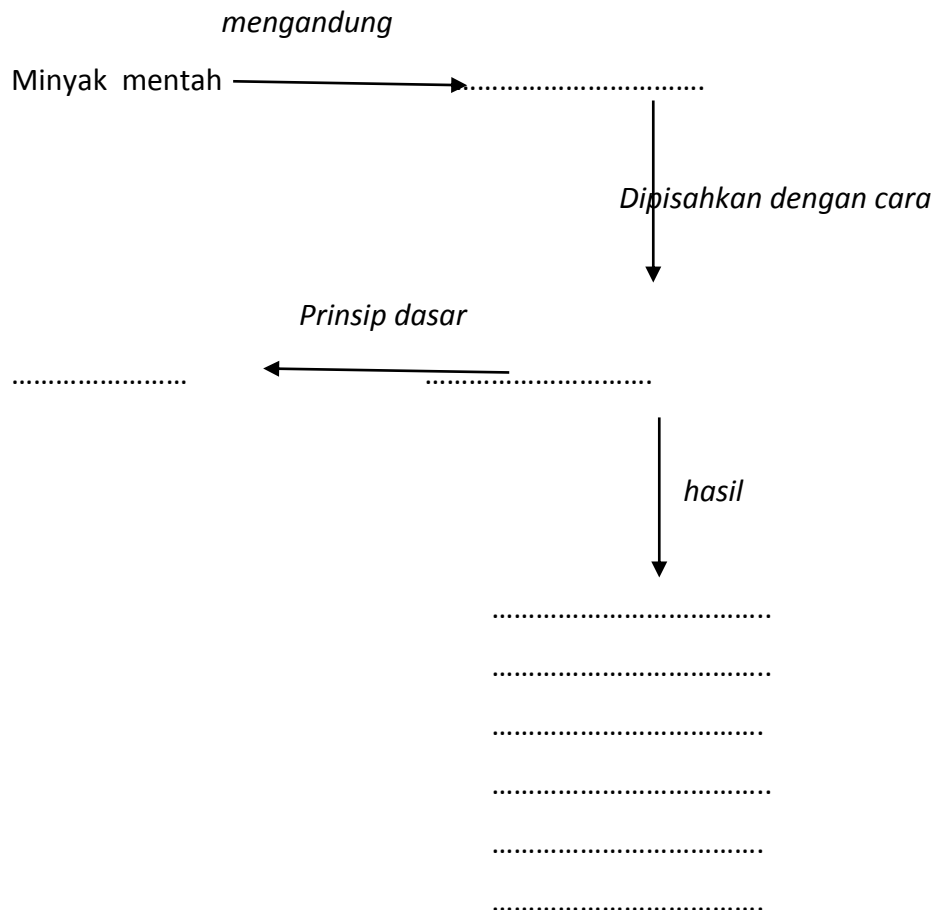 mengandung
Minyak mentah ……………………………
Dipisahkan dengan cara
Prinsip dasar
…………………… ………………………….
hasil
………………………………..
………………………………..
……………………………….
………………………………..
……………………………….
……………………………….